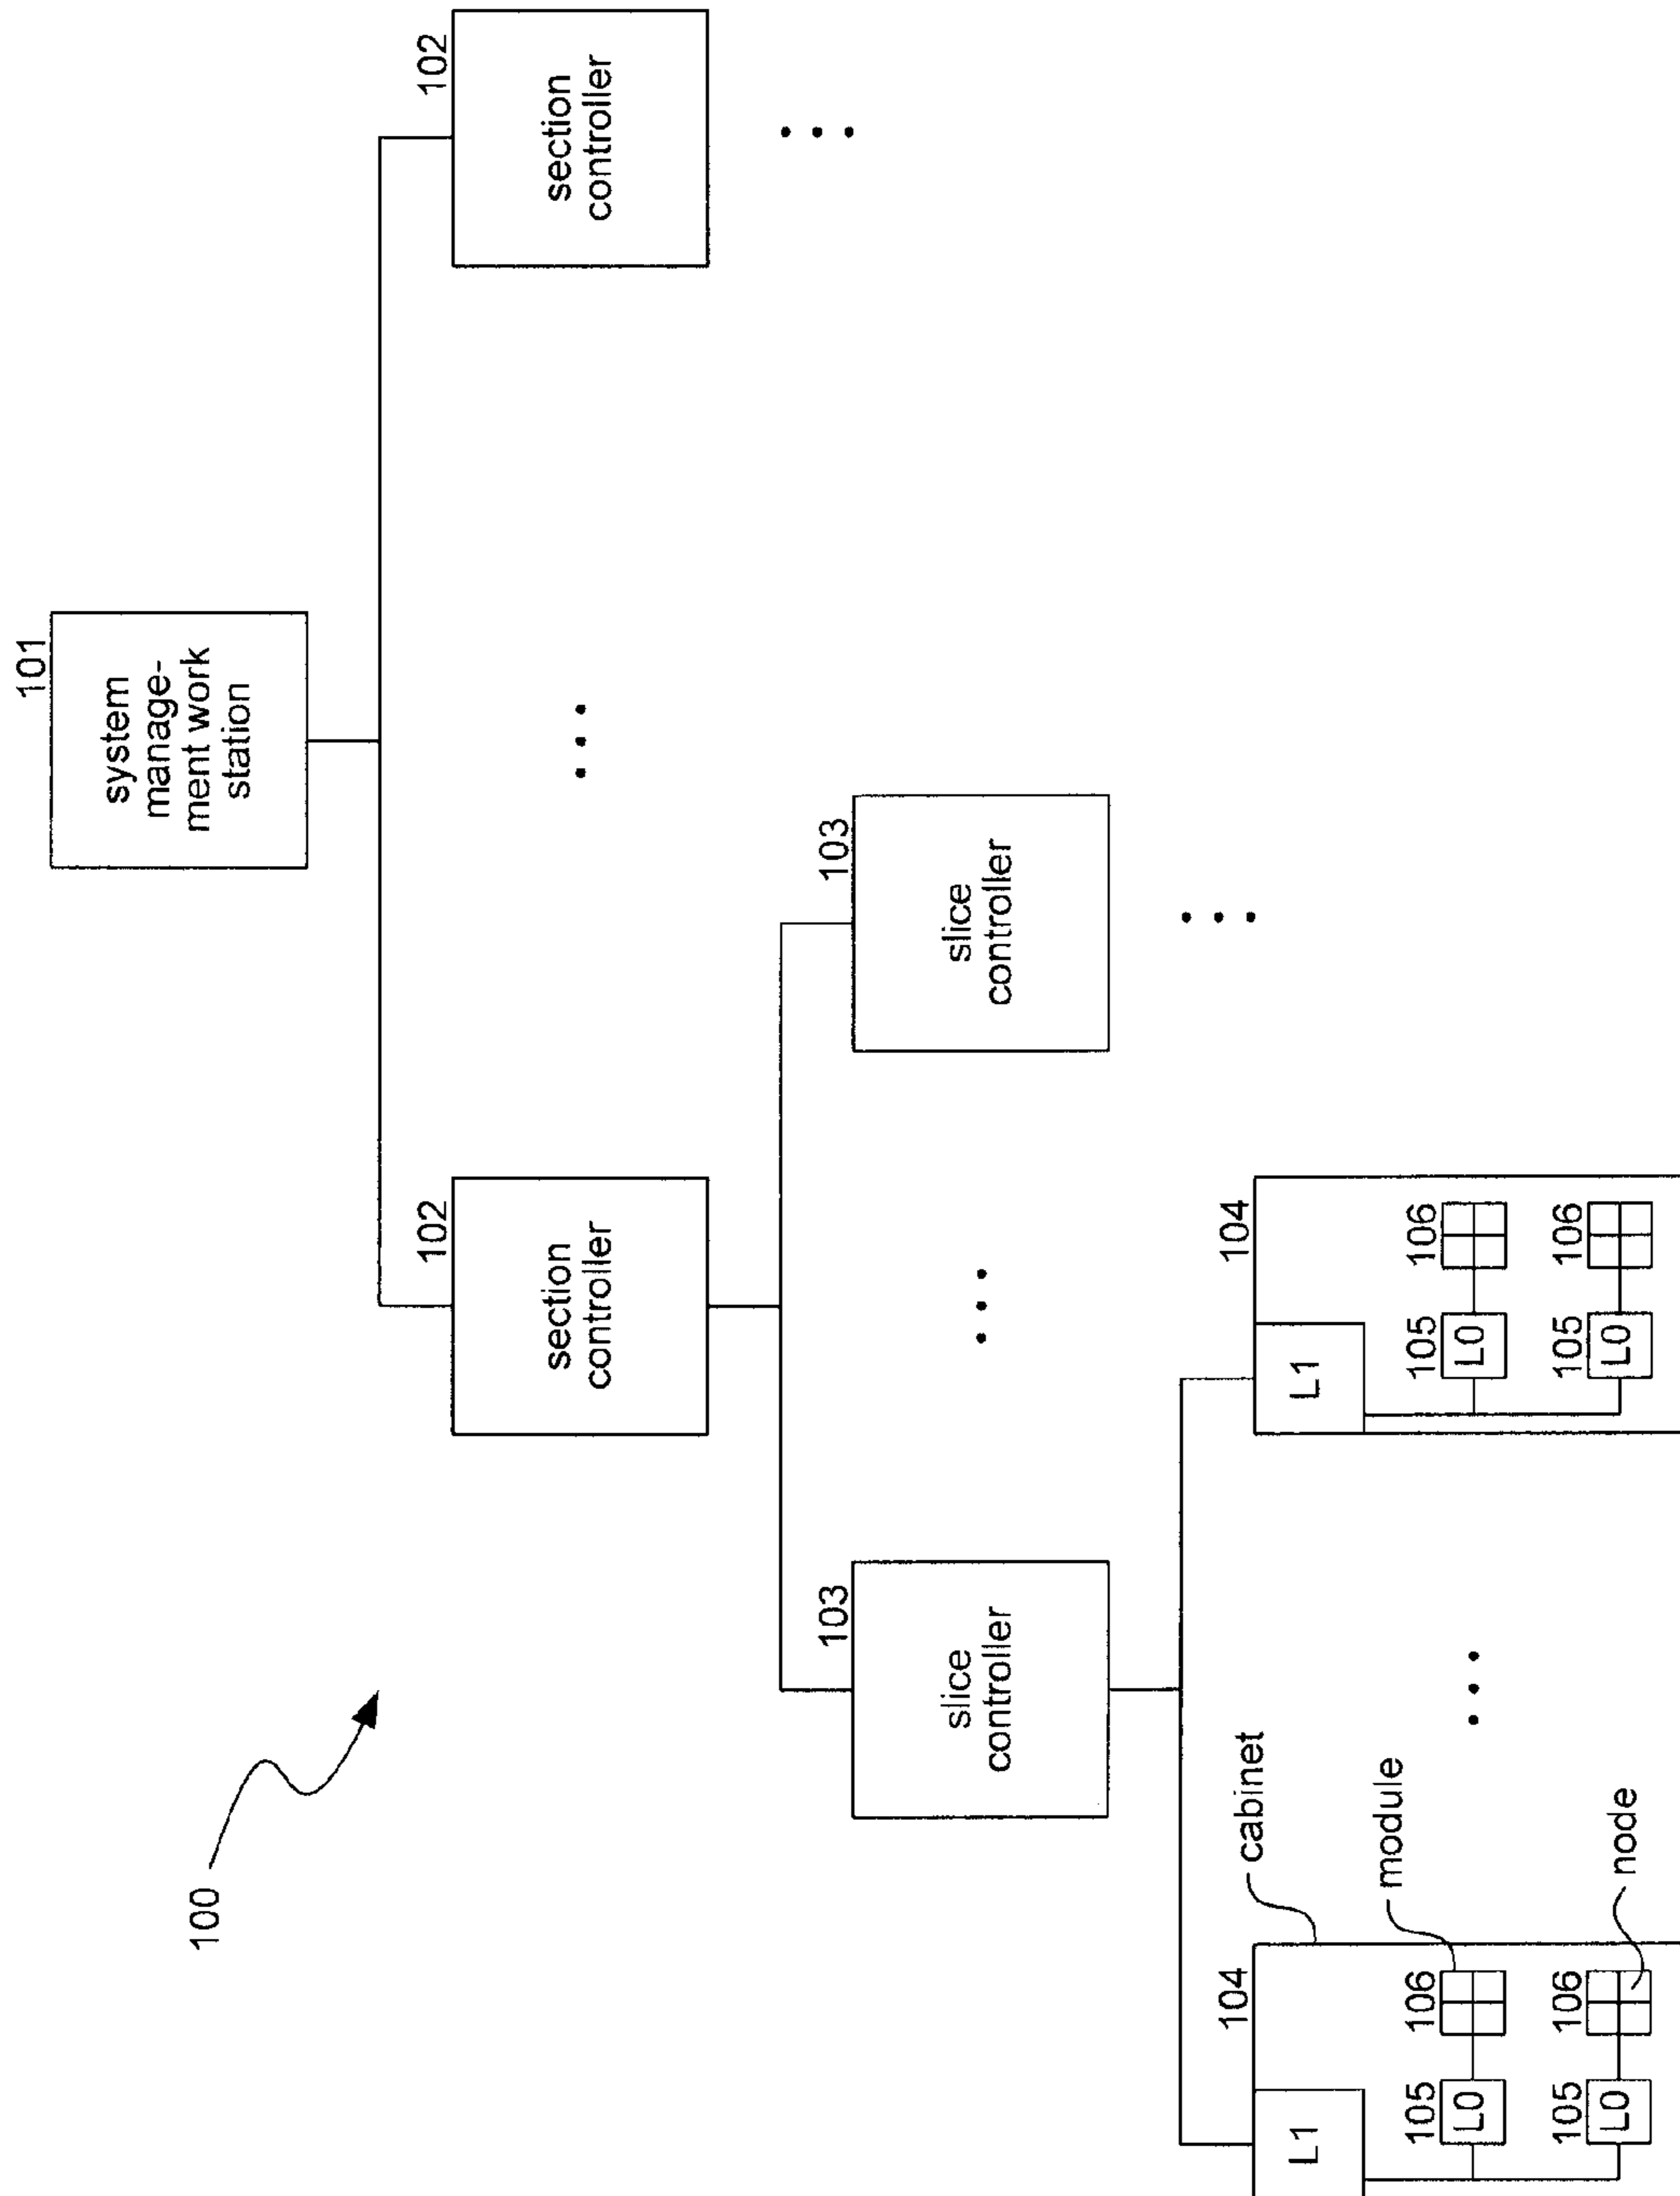 100
101
system
manage-
ment work
station
102
section
controller
102
section
controller
103
slice
controller
103
slice
controller
104
cabinet
L1
105
L0
106
module
105
L0
106
node
104
L1
105
L0
106
105
L0
106